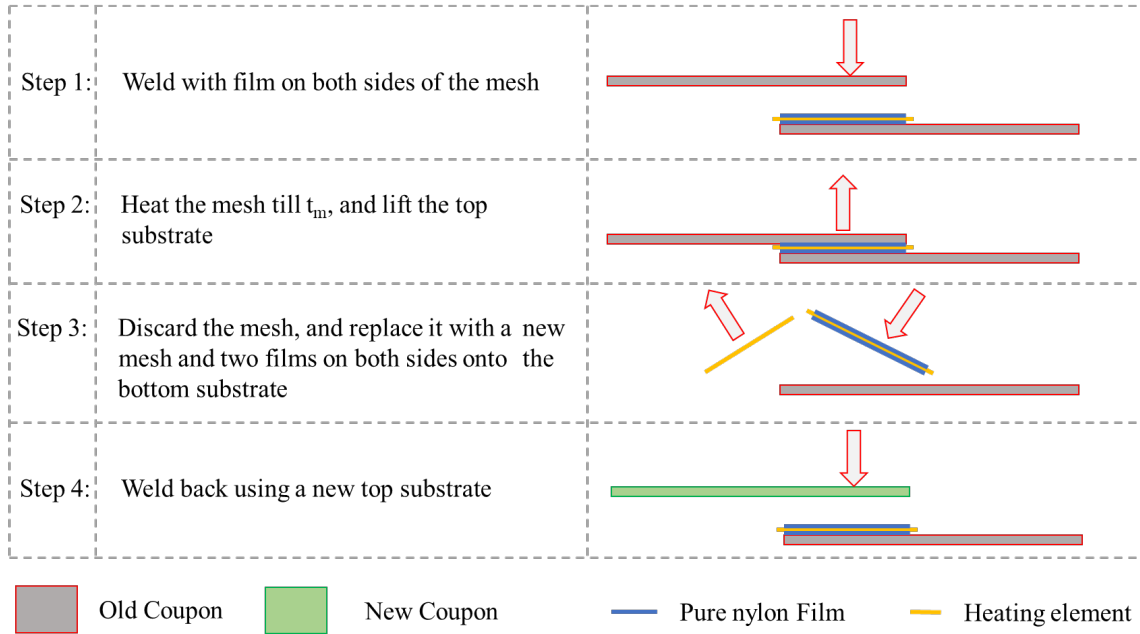 Step 1: Weld with film on both sides of the mesh
Step 2: Heat the mesh till tm, and lift the top
substrate
Step 3: Discard the mesh, and replace it with a new
mesh and two films on both sides onto the
bottom substrate
Step 4: Weld back using a new top substrate
Old Coupon New Coupon Pure nylon Film Heating element